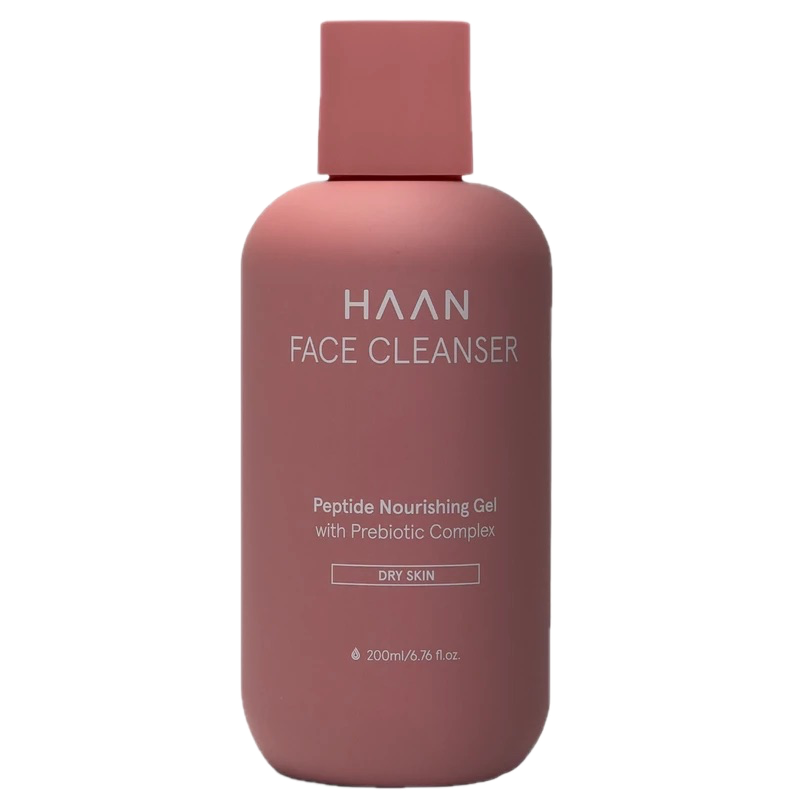 HAAN
FACE CLEANSER
Peptide Nourishing Gel
with Prebiotic Complex
DRY SKIN
200ml/6.76 fl.oz.